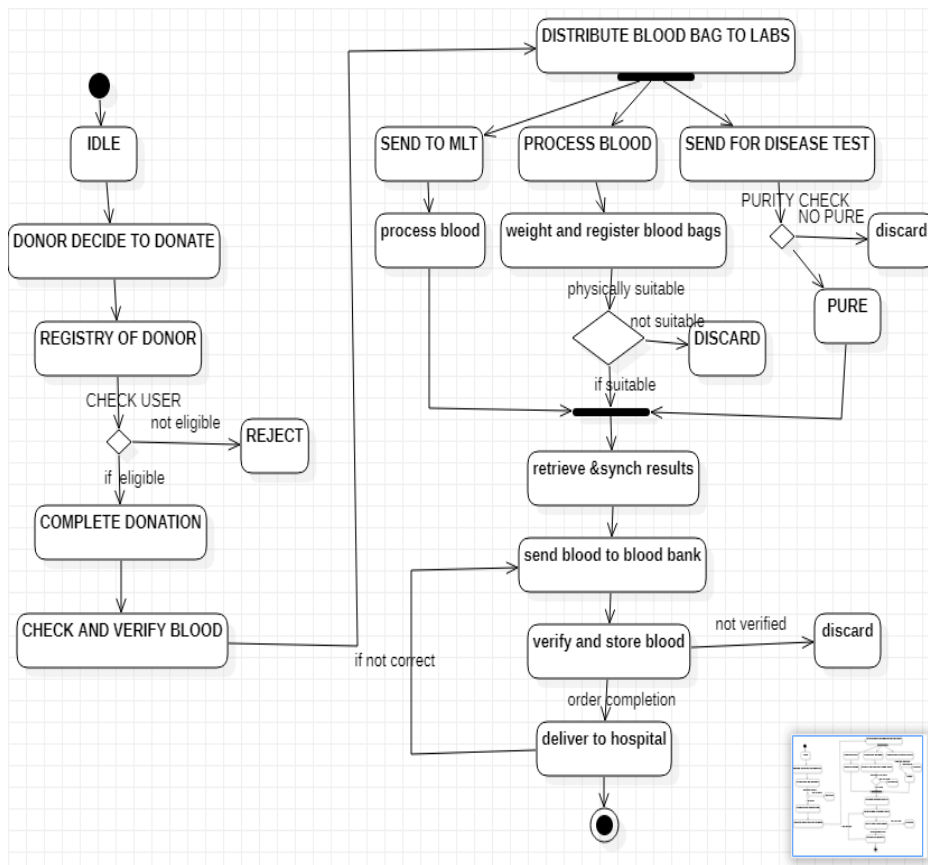 DISTRIBUTE BLOOD BAG TO LABS
IDLE
SEND TO MLT
PROCESS BLOOD
SEND FOR DISEASE TEST
PURITY CHECK
NO PURE
DONOR DECIDE TO DONATE
process blood
weight and register blood bags
discard
physically suitable
PURE
not suitable
REGISTRY OF DONOR
DISCARD
if suitable
CHECK USER
not eligible
REJECT
if eligible
retrieve &synch results
COMPLETE DONATION
send blood to blood bank
CHECK AND VERIFY BLOOD
not verified
discard
verify and store blood
if not correct
order completion
deliver to hospital